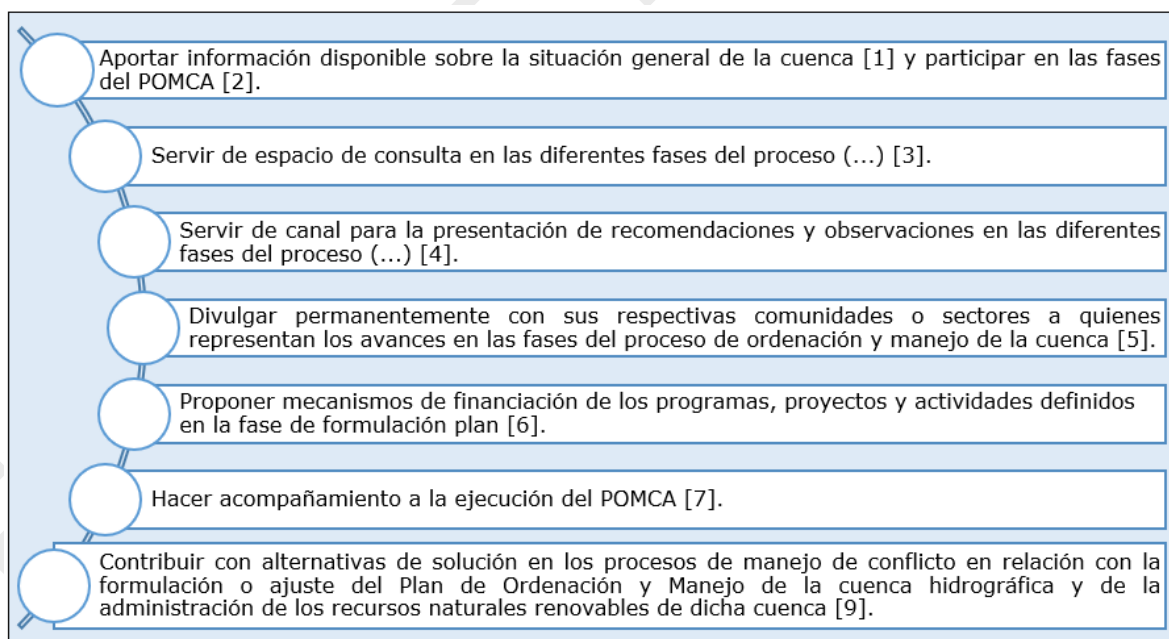 Aportar información disponible sobre la situación general de la cuenca [1] y participar en las fases
del POMCA [2].
Servir de espacio de consulta en las diferentes fases del proceso (...) [3].
Servir de canal para la presentación de recomendaciones y observaciones en las diferentes
fases del proceso (...) [4].
Divulgar permanentemente con sus respectivas comunidades o sectores a quienes
representan los avances en las fases del proceso de ordenación y manejo de la cuenca [5].
Proponer mecanismos de financiación de los programas, proyectos y actividades definidos
en la fase de formulación plan [6].
Hacer acompañamiento a la ejecución del POMCA [7].
Contribuir con alternativas de solución en los procesos de manejo de conflicto en relación con la
formulación o ajuste del Plan de Ordenación y Manejo de la cuenca hidrográfica y de la
administración de los recursos naturales renovables de dicha cuenca [9].